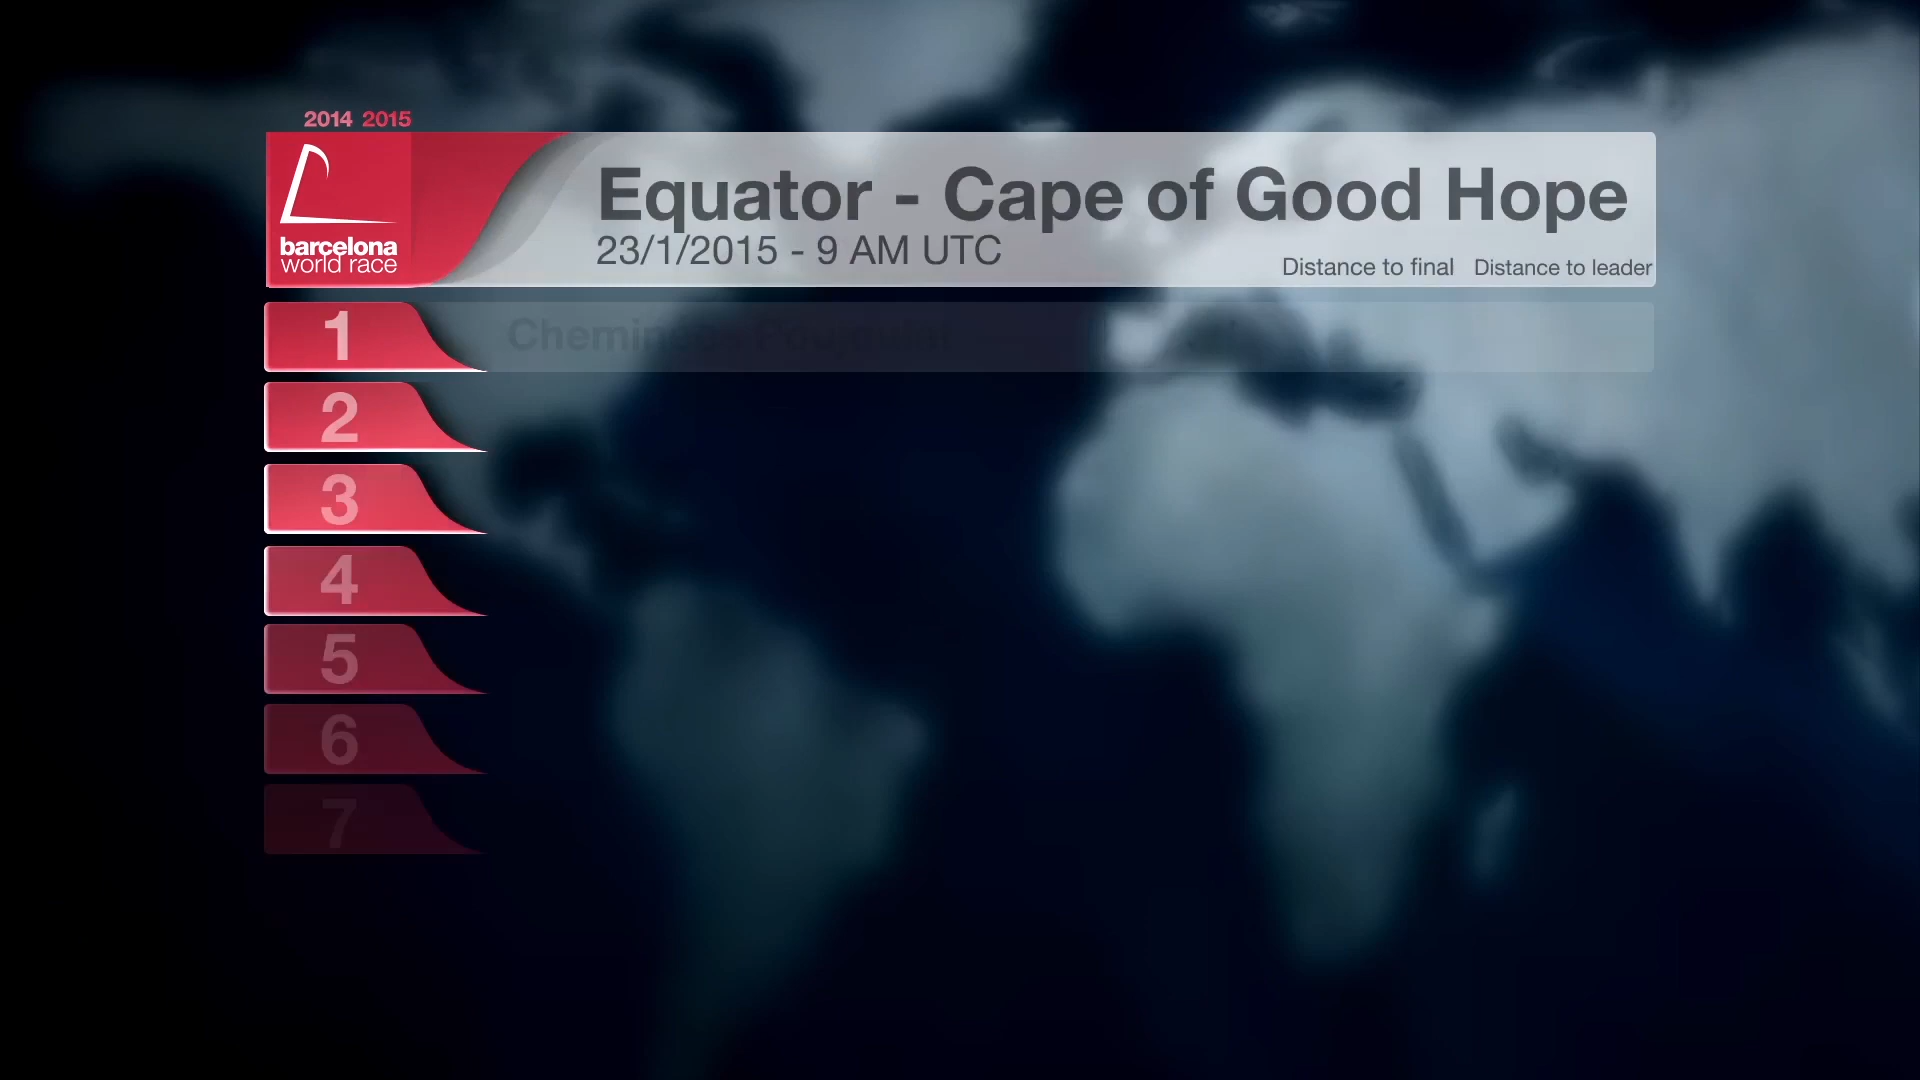 2014 2015
barcelona
world race
Equator - Cape of Good Hope
23/1/2015 - 9 AM UTC
Distance to final Distance to leader
1
2
3
4
5
6
7